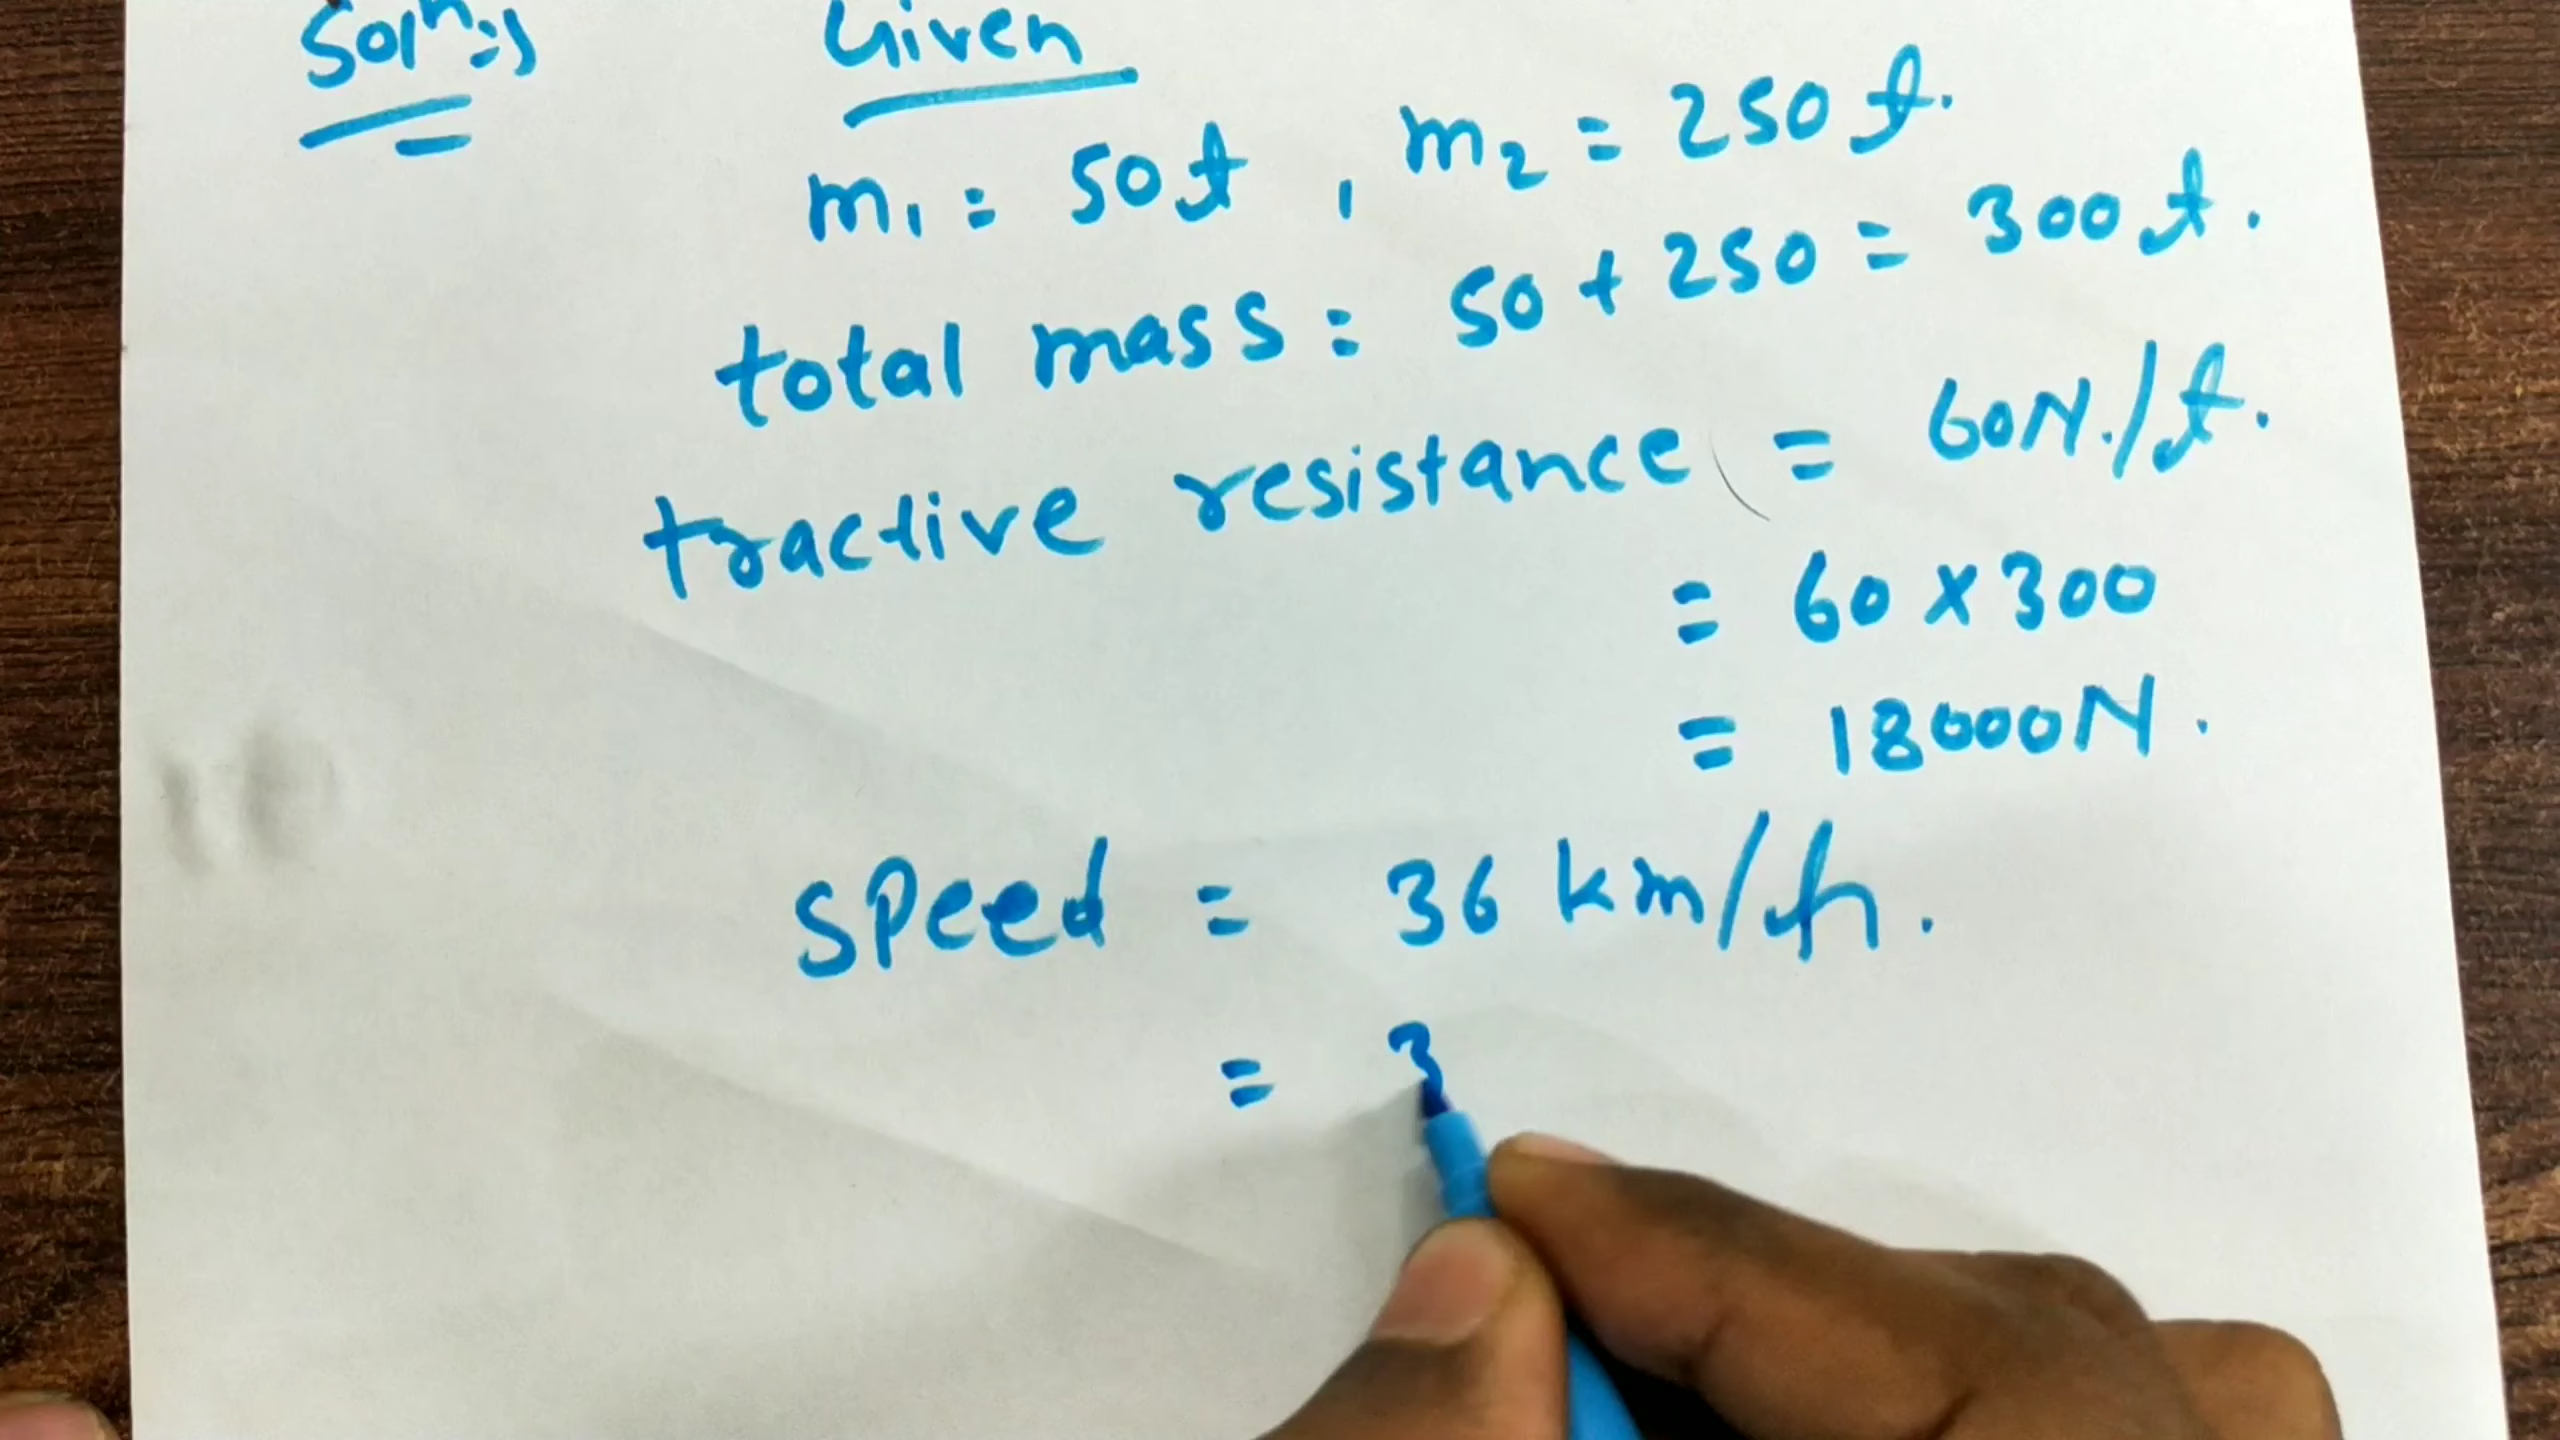 Solⁿ:⇒ Given
m₁ = 50t , m₂ = 250t.
total mass = 50 + 250 = 300t.
tractive resistance = 60N./t.
= 60 × 300
= 18000N.
speed = 36 km/h.
= 3